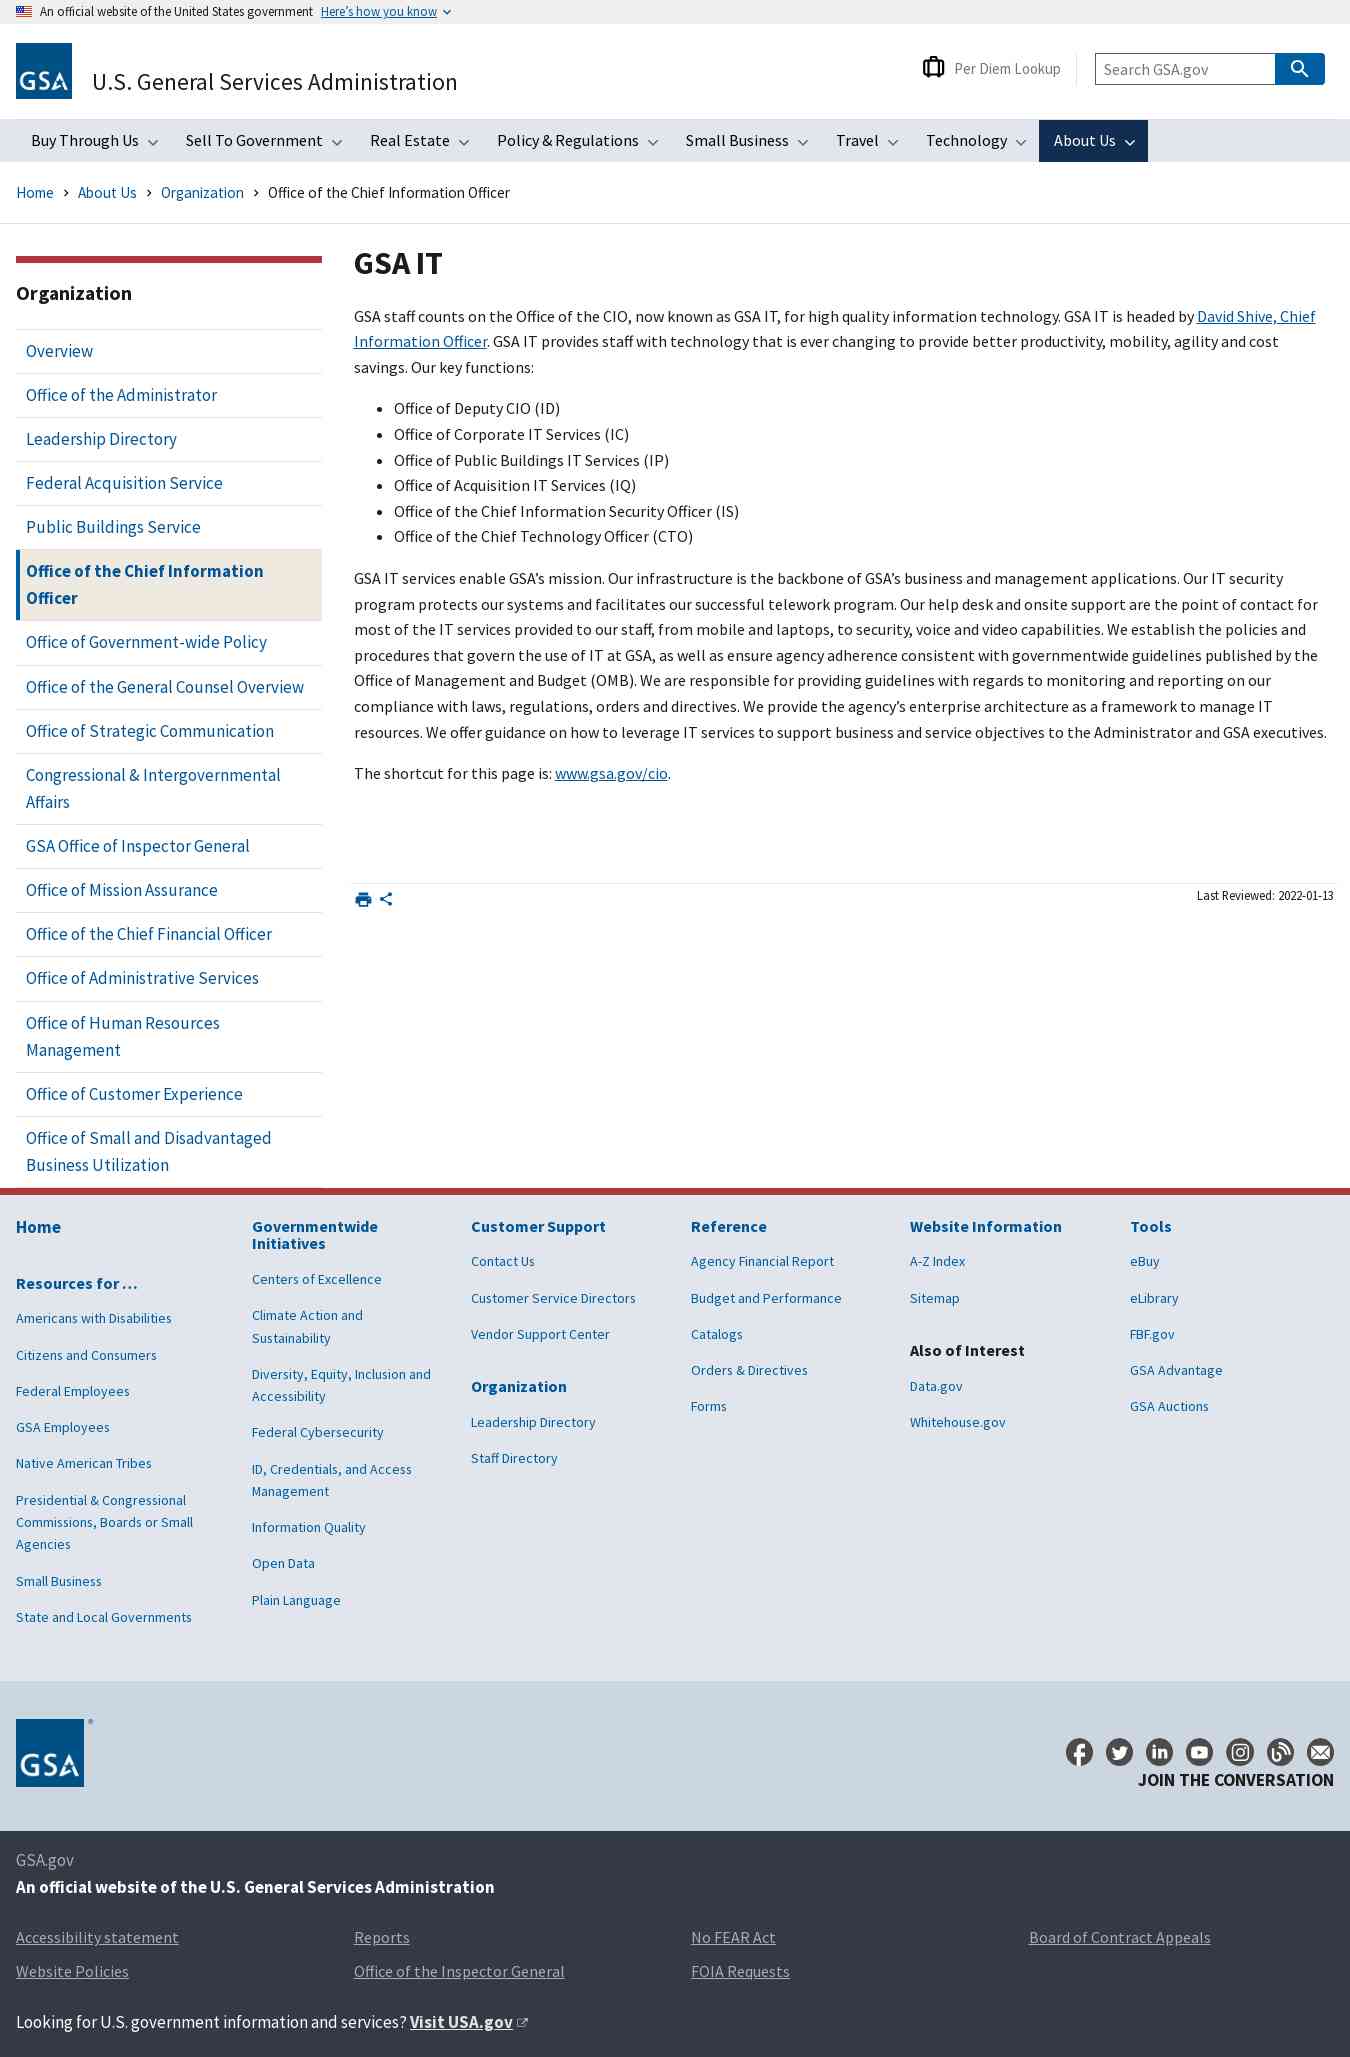 An official website of the United States government Here's how you know
GSA
U.S. General Services Administration
Per Diem Lookup
Search GSA.gov
Buy Through Us Sell To Government Real Estate Policy & Regulations Small Business Travel Technology About Us
Home > About Us > Organization > Office of the Chief Information Officer
Organization
Overview
Office of the Administrator
Leadership Directory
Federal Acquisition Service
Public Buildings Service
Office of the Chief Information
Officer
Office of Government-wide Policy
Office of the General Counsel Overview
Office of Strategic Communication
Congressional & Intergovernmental
Affairs
GSA Office of Inspector General
Office of Mission Assurance
Office of the Chief Financial Officer
Office of Administrative Services
Office of Human Resources
Management
Office of Customer Experience
Office of Small and Disadvantaged
Business Utilization
GSA IT
GSA staff counts on the Office of the CIO, now known as GSA IT, for high quality information technology. GSA IT is headed by David Shive, Chief
Information Officer. GSA IT provides staff with technology that is ever changing to provide better productivity, mobility, agility and cost
savings. Our key functions:
• Office of Deputy CIO (ID)
• Office of Corporate IT Services (IC)
• Office of Public Buildings IT Services (IP)
• Office of Acquisition IT Services (IQ)
• Office of the Chief Information Security Officer (IS)
• Office of the Chief Technology Officer (CTO)
GSA IT services enable GSA's mission. Our infrastructure is the backbone of GSA's business and management applications. Our IT security
program protects our systems and facilitates our successful telework program. Our help desk and onsite support are the point of contact for
most of the IT services provided to our staff, from mobile and laptops, to security, voice and video capabilities. We establish the policies and
procedures that govern the use of IT at GSA, as well as ensure agency adherence consistent with governmentwide guidelines published by the
Office of Management and Budget (OMB). We are responsible for providing guidelines with regards to monitoring and reporting on our
compliance with laws, regulations, orders and directives. We provide the agency's enterprise architecture as a framework to manage IT
resources. We offer guidance on how to leverage IT services to support business and service objectives to the Administrator and GSA executives.
The shortcut for this page is: www.gsa.gov/cio.
Last Reviewed: 2022-01-13
Home
Resources for …
Americans with Disabilities
Citizens and Consumers
Federal Employees
GSA Employees
Native American Tribes
Presidential & Congressional
Commissions, Boards or Small
Agencies
Small Business
State and Local Governments
Governmentwide
Initiatives
Centers of Excellence
Climate Action and
Sustainability
Diversity, Equity, Inclusion and
Accessibility
Federal Cybersecurity
ID, Credentials, and Access
Management
Information Quality
Open Data
Plain Language
Customer Support
Contact Us
Customer Service Directors
Vendor Support Center
Organization
Leadership Directory
Staff Directory
Reference
Agency Financial Report
Budget and Performance
Catalogs
Orders & Directives
Forms
Website Information
A-Z Index
Sitemap
Also of Interest
Data.gov
Whitehouse.gov
Tools
eBuy
eLibrary
FBF.gov
GSA Advantage
GSA Auctions
GSA
JOIN THE CONVERSATION
GSA.gov
An official website of the U.S. General Services Administration
Accessibility statement Reports No FEAR Act Board of Contract Appeals
Website Policies Office of the Inspector General FOIA Requests
Looking for U.S. government information and services? Visit USA.gov